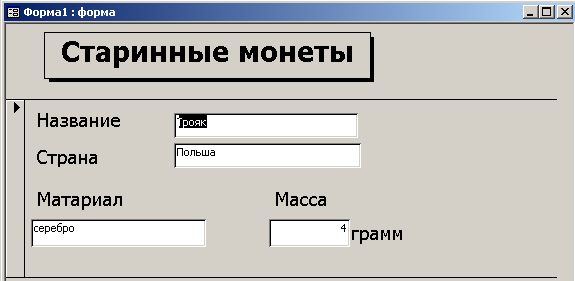 Форма1 : форма
Старинные монеты
Название Трояк
Страна Польша
Матариал Масса
серебро 4 грамм